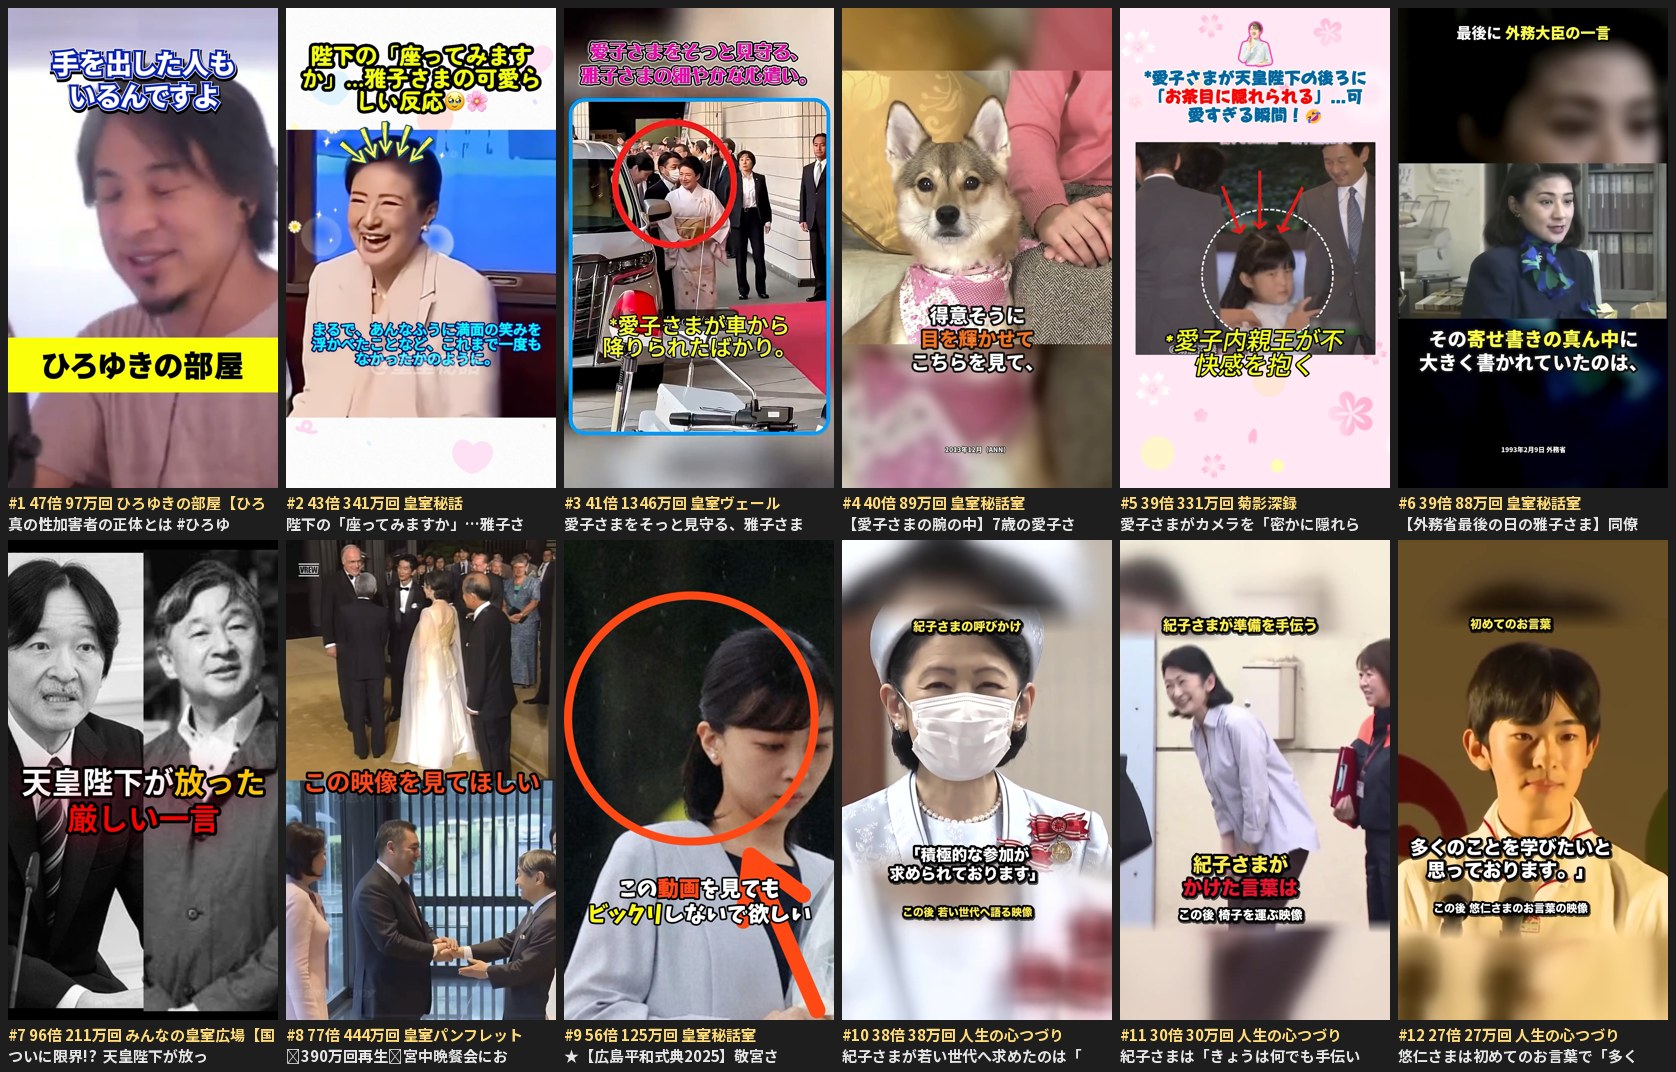 手を出した人も
いるんですよ
ひろゆきの部屋
#1 47倍 97万回 ひろゆきの部屋【ひろ
真の性加害者の正体とは #ひろゆ
陛下の「座ってみます
か」...雅子さまの可愛ら
しい反応🥹🌸
まるで、あんなふうに満面の笑みを
浮かべたことなど、これまで一度も
なかったかのように。
#2 43倍 341万回 皇室秘話
陛下の「座ってみますか」…雅子さ
愛子さまをそっと見守る、
雅子さまの細やかな心遣い。
*愛子さまが車から
降りられたばかり。
#3 41倍 1346万回 皇室ヴェール
愛子さまをそっと見守る、雅子さま
得意そうに
目を輝かせて
こちらを見て、
2013年12月 (ANN)
#4 40倍 89万回 皇室秘話室
【愛子さまの腕の中】7歳の愛子さ
*愛子さまが天皇陛下の後ろに
「お茶目に隠れられる」...可
愛すぎる瞬間！🤣
*愛子内親王が不
快感を抱く
#5 39倍 331万回 菊影深録
愛子さまがカメラを「密かに隠れら
最後に 外務大臣の一言
その寄せ書きの真ん中に
大きく書かれていたのは、
1993年2月9日 外務省
#6 39倍 88万回 皇室秘話室
【外務省最後の日の雅子さま】同僚
天皇陛下が放った
厳しい一言
#7 96倍 211万回 みんなの皇室広場【国
ついに限界!? 天皇陛下が放っ
VREW
この映像を見てほしい
#8 77倍 444万回 皇室パンフレット
390万回再生 宮中晩餐会にお
この動画を見ても
ビックリしないで欲しい
#9 56倍 125万回 皇室秘話室
★【広島平和式典2025】敬宮さ
紀子さまの呼びかけ
「積極的な参加が
求められております」
この後 若い世代へ語る映像
#10 38倍 38万回 人生の心つづり
紀子さまが若い世代へ求めたのは「
紀子さまが準備を手伝う
紀子さまが
かけた言葉は
この後 椅子を運ぶ映像
#11 30倍 30万回 人生の心つづり
紀子さまは「きょうは何でも手伝い
初めてのお言葉
多くのことを学びたいと
思っております。」
この後 悠仁さまのお言葉の映像
#12 27倍 27万回 人生の心つづり
悠仁さまは初めてのお言葉で「多く